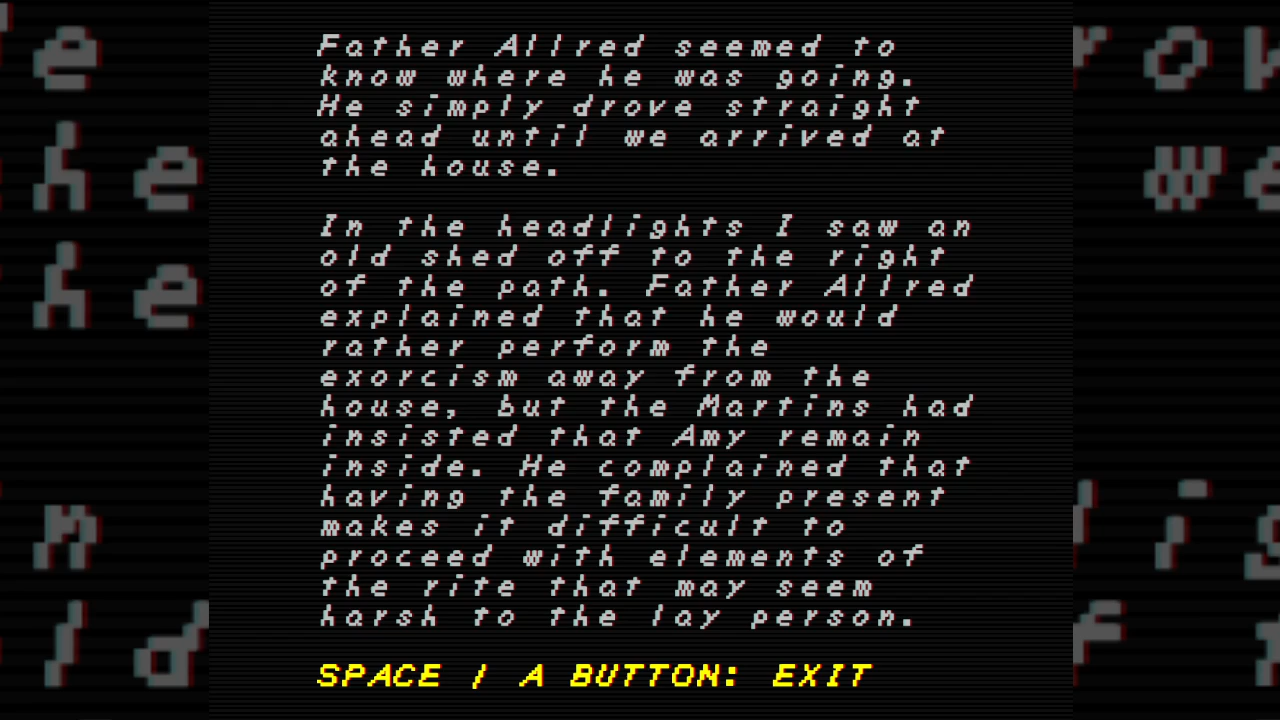 Father Allred seemed to
know where he was going.
He simply drove straight
ahead until we arrived at
the house.
In the headlights I saw an
old shed off to the right
of the path. Father Allred
explained that he would
rather perform the
exorcism away from the
house, but the Martins had
insisted that Amy remain
inside. He complained that
having the family present
makes it difficult to
proceed with elements of
the rite that may seem
harsh to the lay person.
SPACE / A BUTTON: EXIT